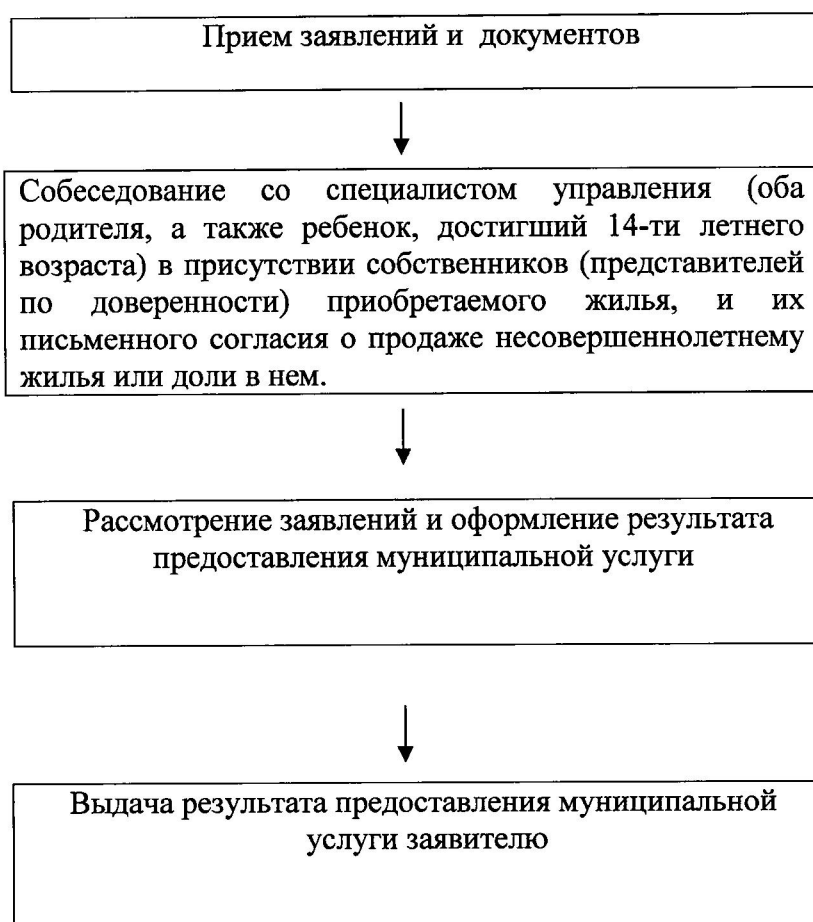 Прием заявлений и документов
Собеседование со специалистом управления (оба
родителя, а также ребенок, достигший 14-ти летнего
возраста) в присутствии собственников (представителей
по доверенности) приобретаемого жилья, и их
письменного согласия о продаже несовершеннолетнему
жилья или доли в нем.
Рассмотрение заявлений и оформление результата
предоставления муниципальной услуги
Выдача результата предоставления муниципальной
услуги заявителю